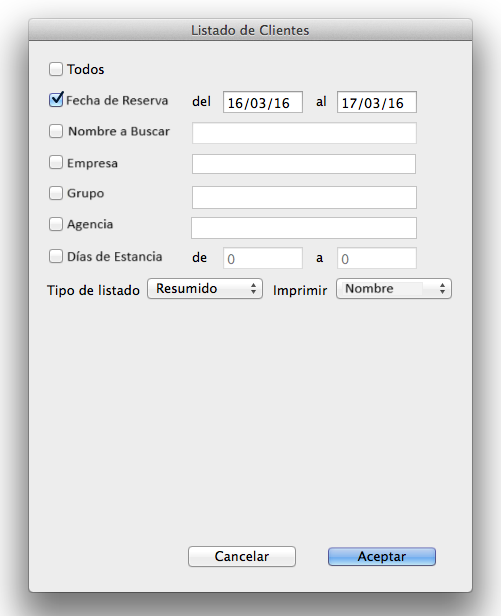 Listado de Clientes
Todos
Fecha de Reserva del 16/03/16 al 17/03/16
Nombre a Buscar
Empresa
Grupo
Agencia
Días de Estancia de 0 a 0
Tipo de listado Resumido Imprimir Nombre
Cancelar Aceptar